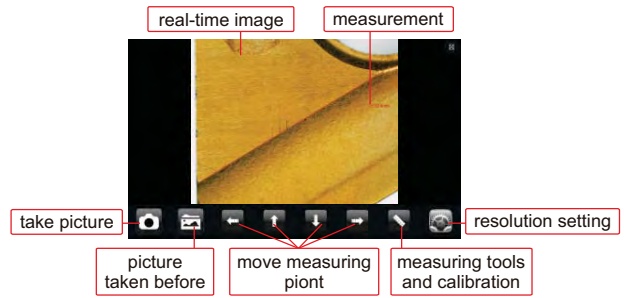 real-time image
measurement
take picture
picture
taken before
move measuring
piont
measuring tools
and calibration
resolution setting